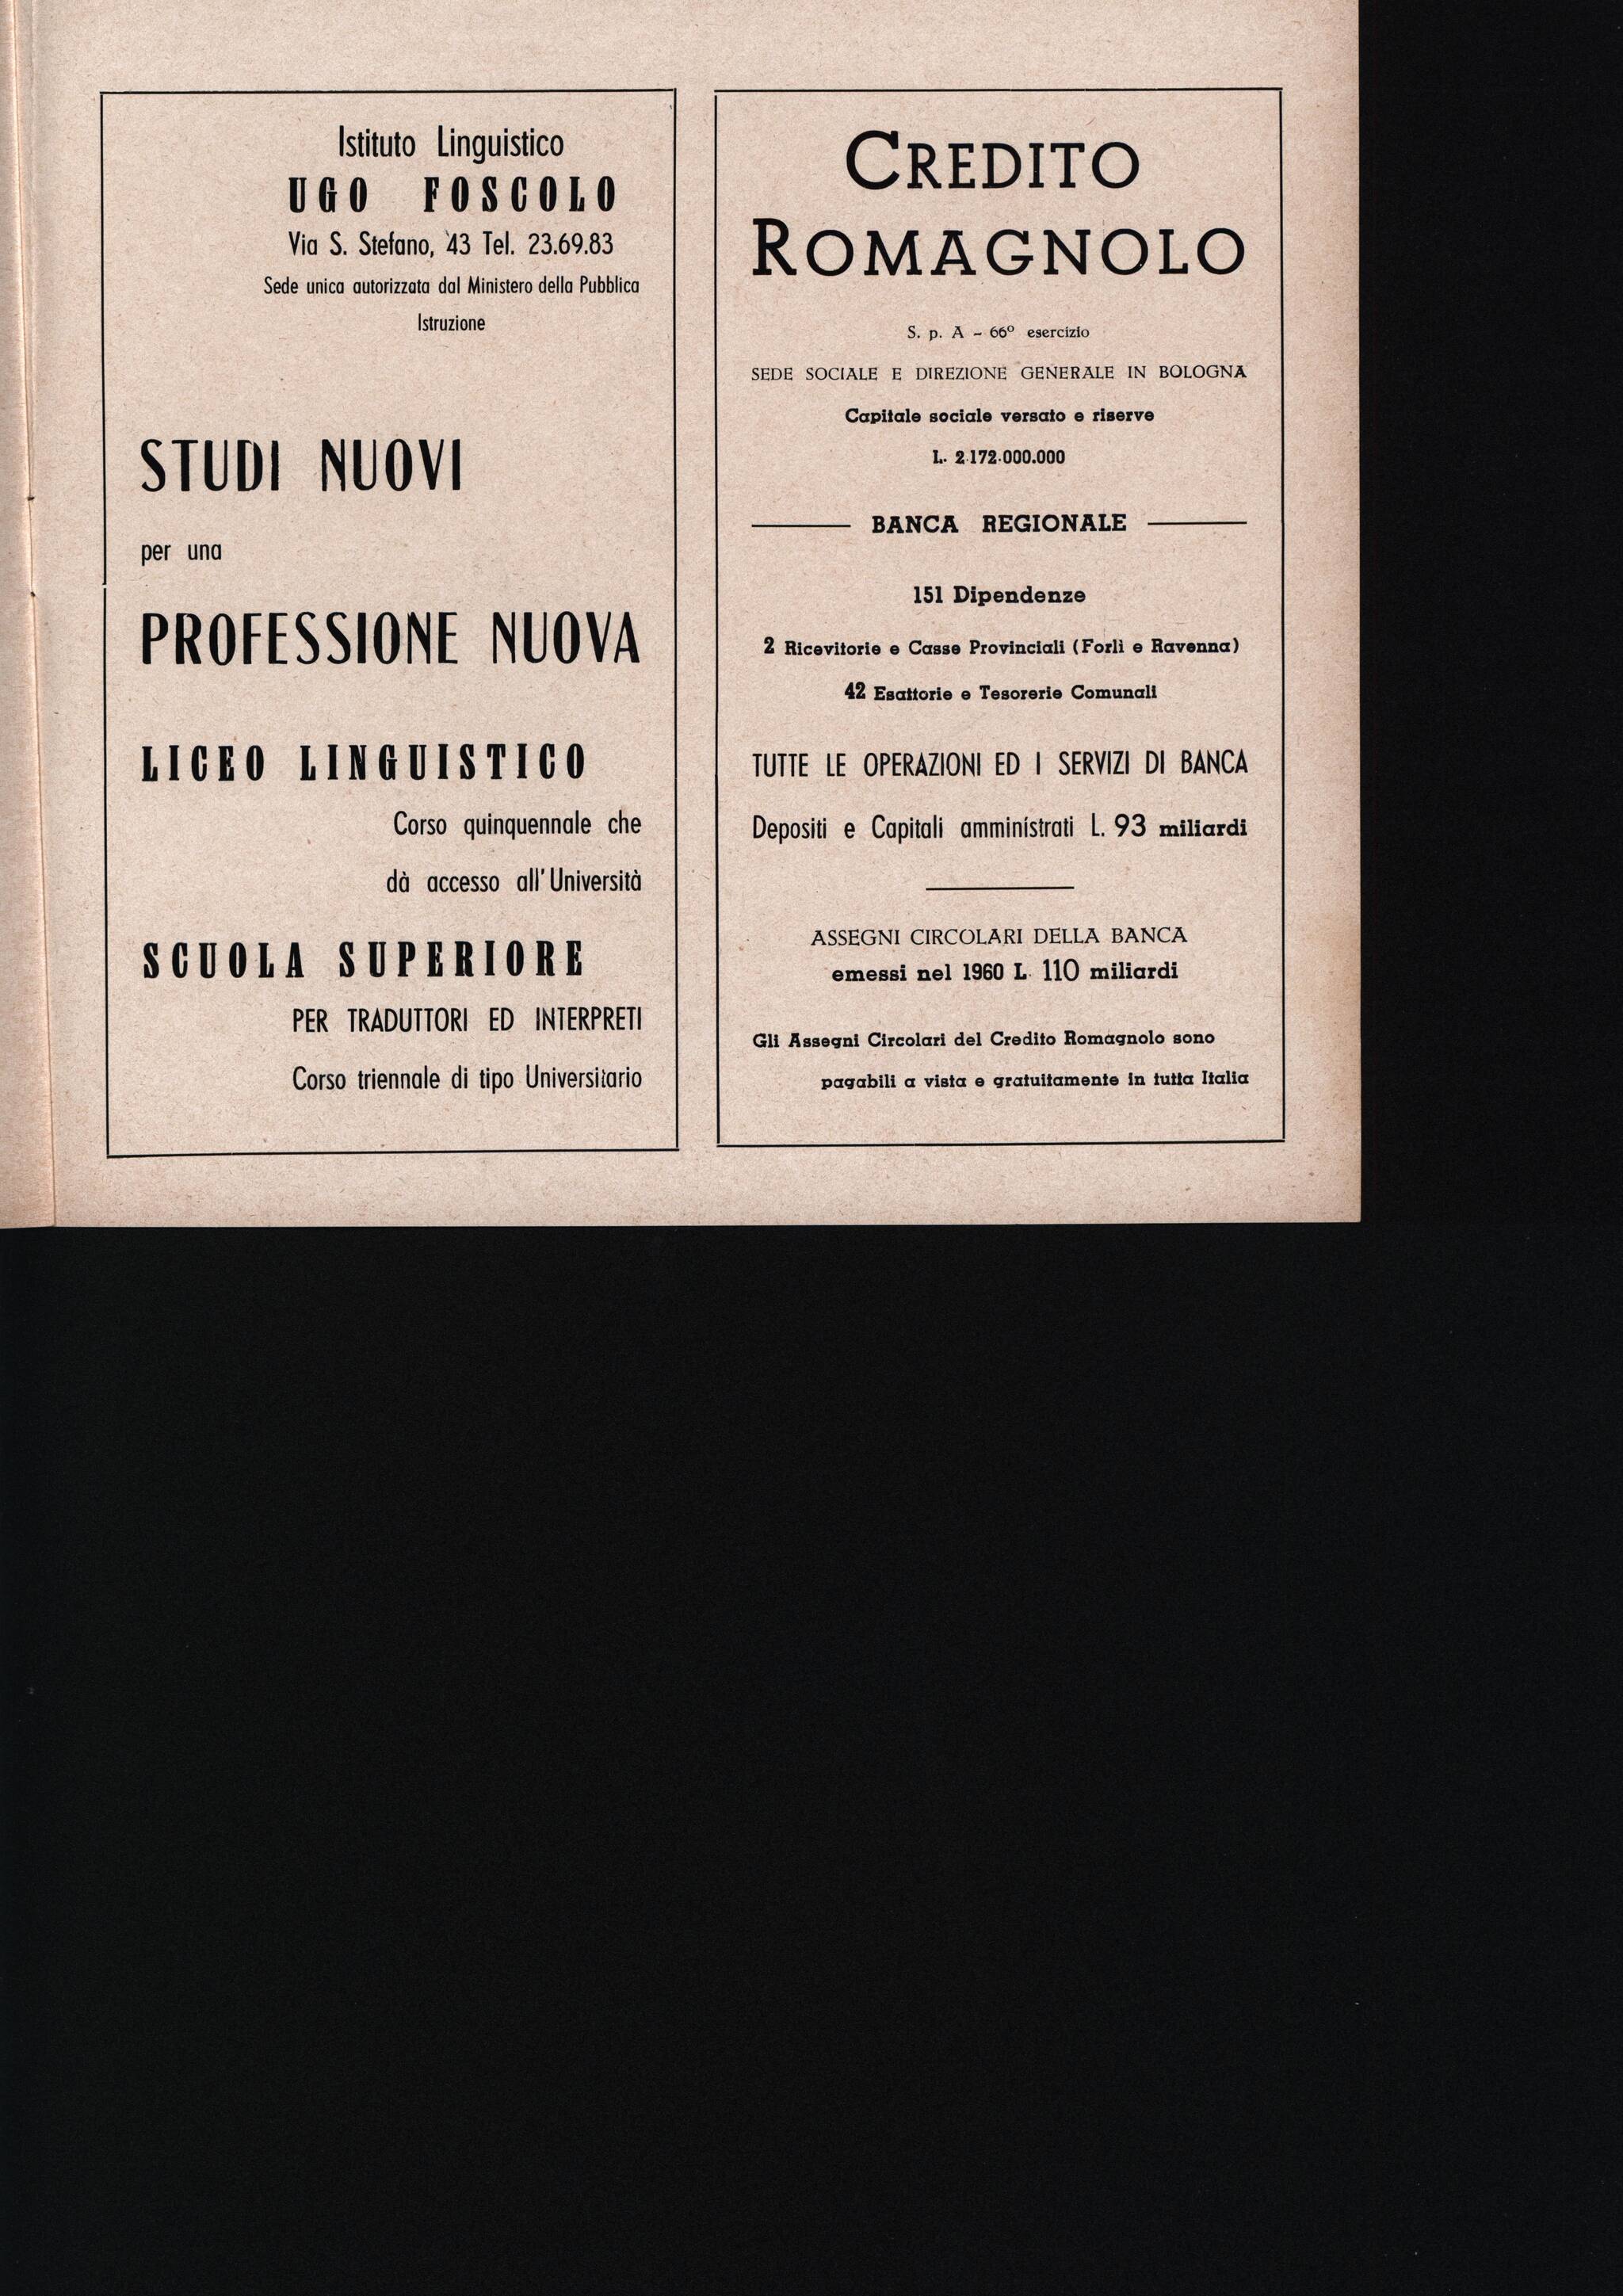 Istituto Linguistico
UGO FOSCOLO
Via S. Stefano, 43 Tel. 23.69.83
Sede unica autorizzata dal Ministero della Pubblica
Istruzione
STUDI NUOVI
per una
PROFESSIONE NUOVA
LICEO LINGUISTICO
Corso quinquennale che
dà accesso all'Università
SCUOLA SUPERIORE
PER TRADUTTORI ED INTERPRETI
Corso triennale di tipo Universitario
CREDITO
ROMAGNOLO
S. p. A - 66º esercizio
SEDE SOCIALE E DIREZIONE GENERALE IN BOLOGNA
Capitale sociale versato e riserve
L. 2.172.000.000
BANCA REGIONALE
151 Dipendenze
2 Ricevitorie e Casse Provinciali (Forlì e Ravenna)
42 Esattorie e Tesorerie Comunali
TUTTE LE OPERAZIONI ED I SERVIZI DI BANCA
Depositi e Capitali amministrati L. 93 miliardi
ASSEGNI CIRCOLARI DELLA BANCA
emessi nel 1960 L. 110 miliardi
Gli Assegni Circolari del Credito Romagnolo sono
pagabili a vista e gratuitamente in tutta Italia